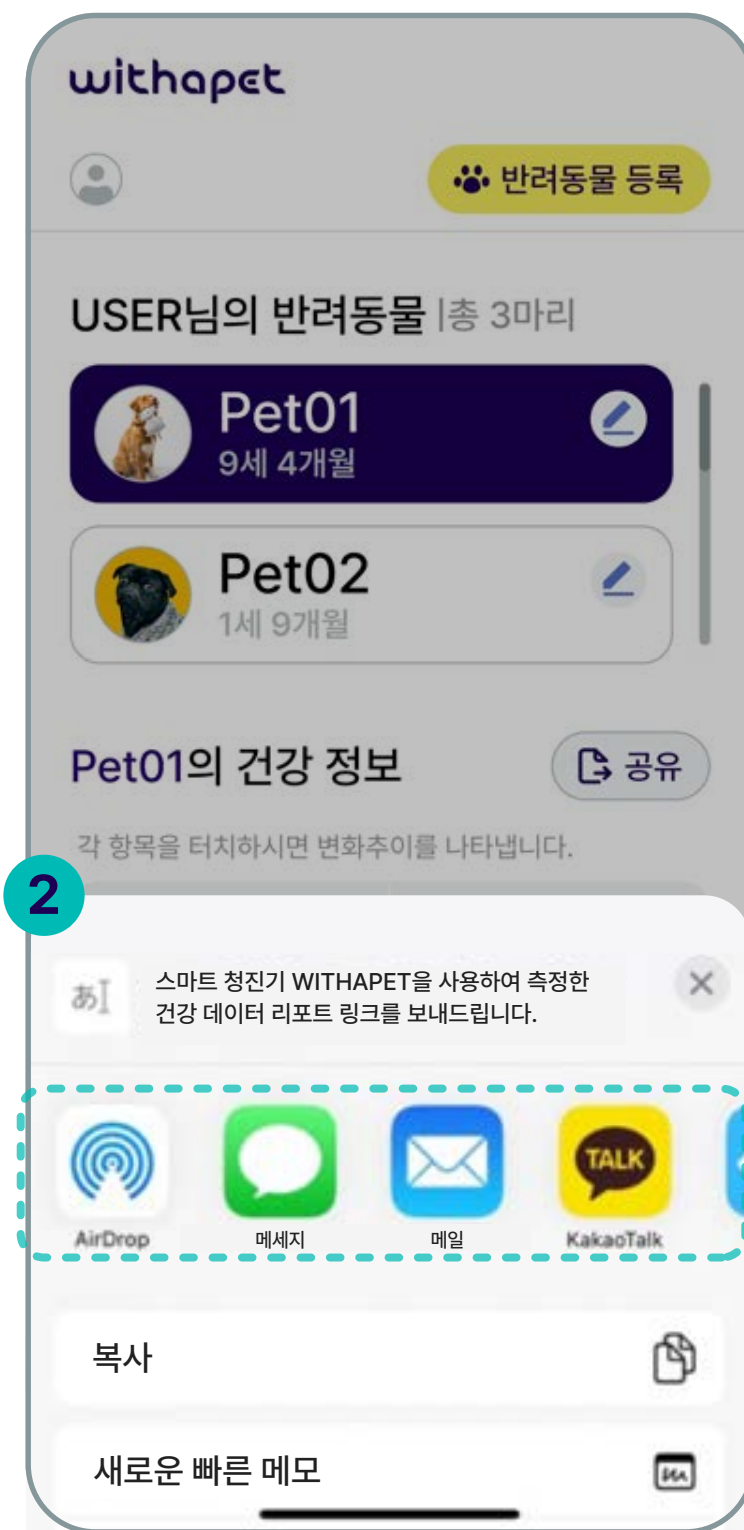 withapet
반려동물 등록
USER님의 반려동물 |총 3마리
Pet01
9세 4개월
Pet02
1세 9개월
Pet01의 건강 정보
공유
각 항목을 터치하시면 변화추이를 나타냅니다.
2
あ
스마트 청진기 WITHAPET을 사용하여 측정한
건강 데이터 리포트 링크를 보내드립니다.
TALK
AirDrop
메세지
메일
KakaoTalk
복사
새로운 빠른 메모